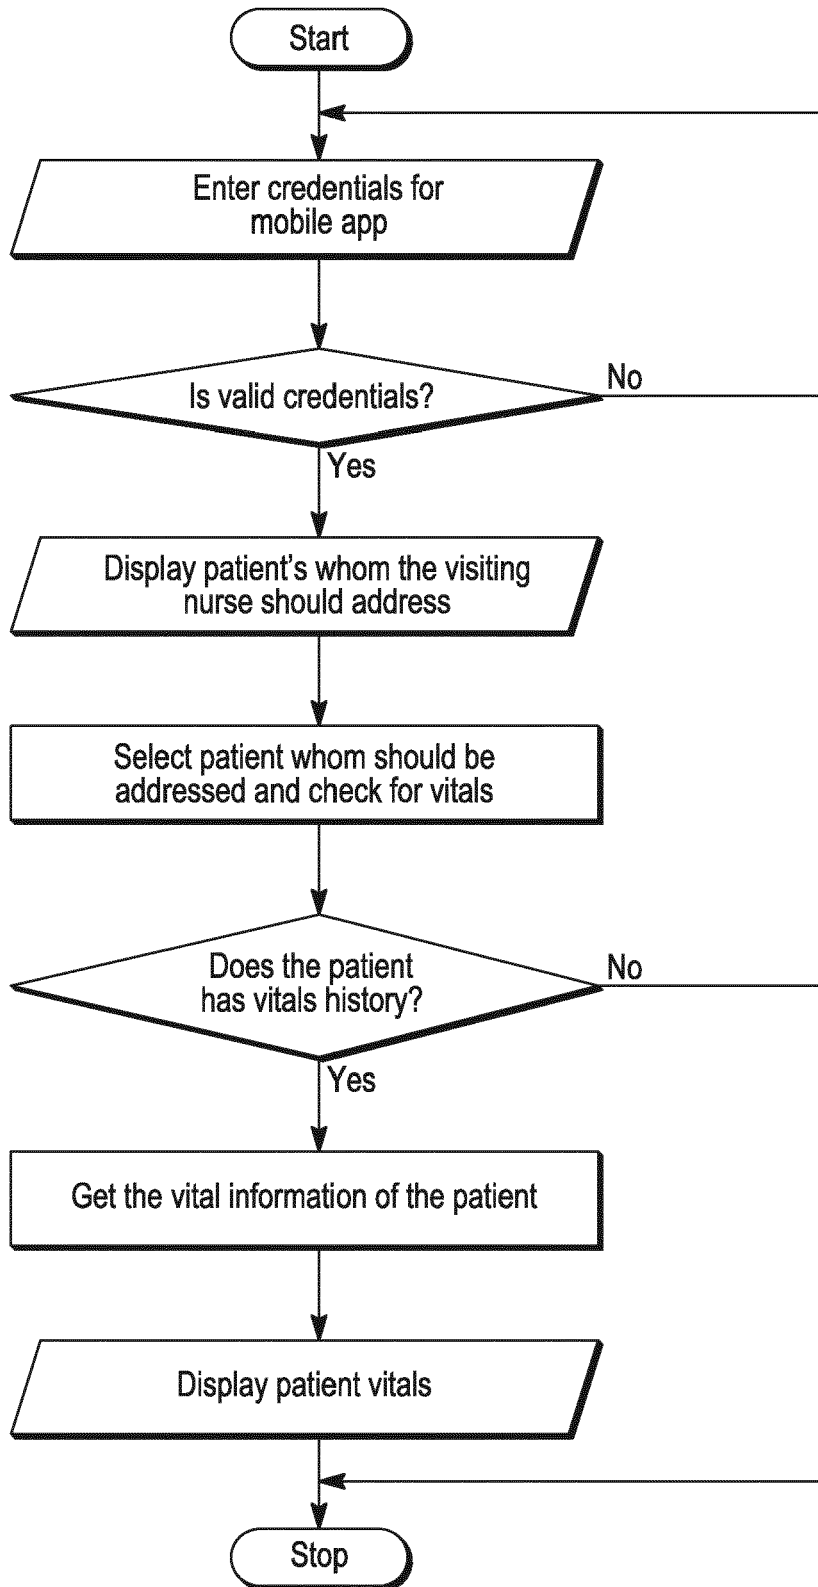 Start
Enter credentials for
mobile app
Is valid credentials?
No
Yes
Display patient's whom the visiting
nurse should address
Select patient whom should be
addressed and check for vitals
Does the patient
has vitals history?
No
Yes
Get the vital information of the patient
Display patient vitals
Stop